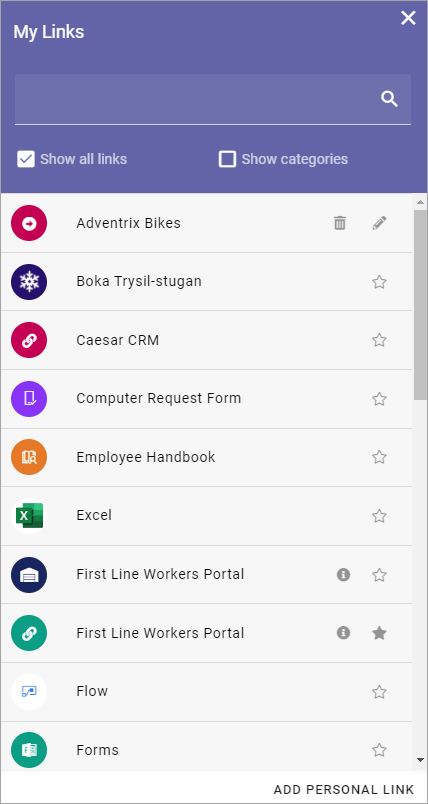 My Links
Show all links
Show categories
Adventrix Bikes
Boka Trysil-stugan
Caesar CRM
Computer Request Form
Employee Handbook
Excel
First Line Workers Portal
First Line Workers Portal
Flow
Forms
ADD PERSONAL LINK